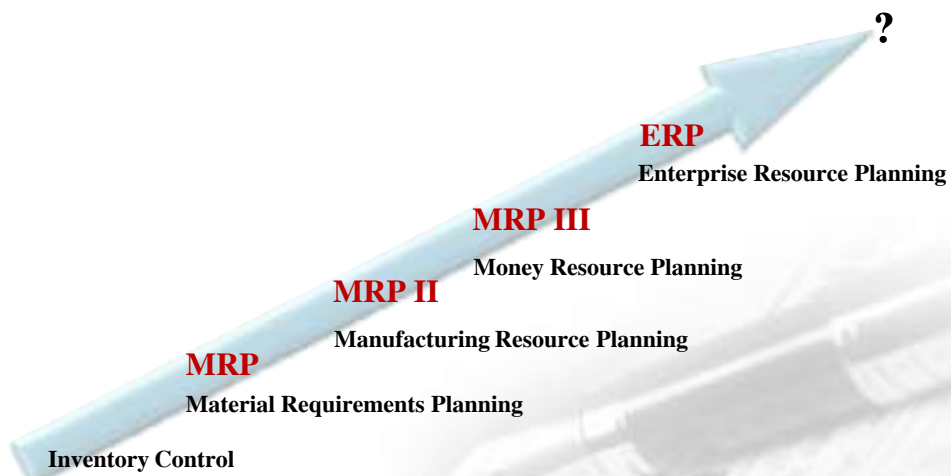 ?
ERP
Enterprise Resource Planning
MRP III
Money Resource Planning
MRP II
Manufacturing Resource Planning
MRP
Material Requirements Planning
Inventory Control